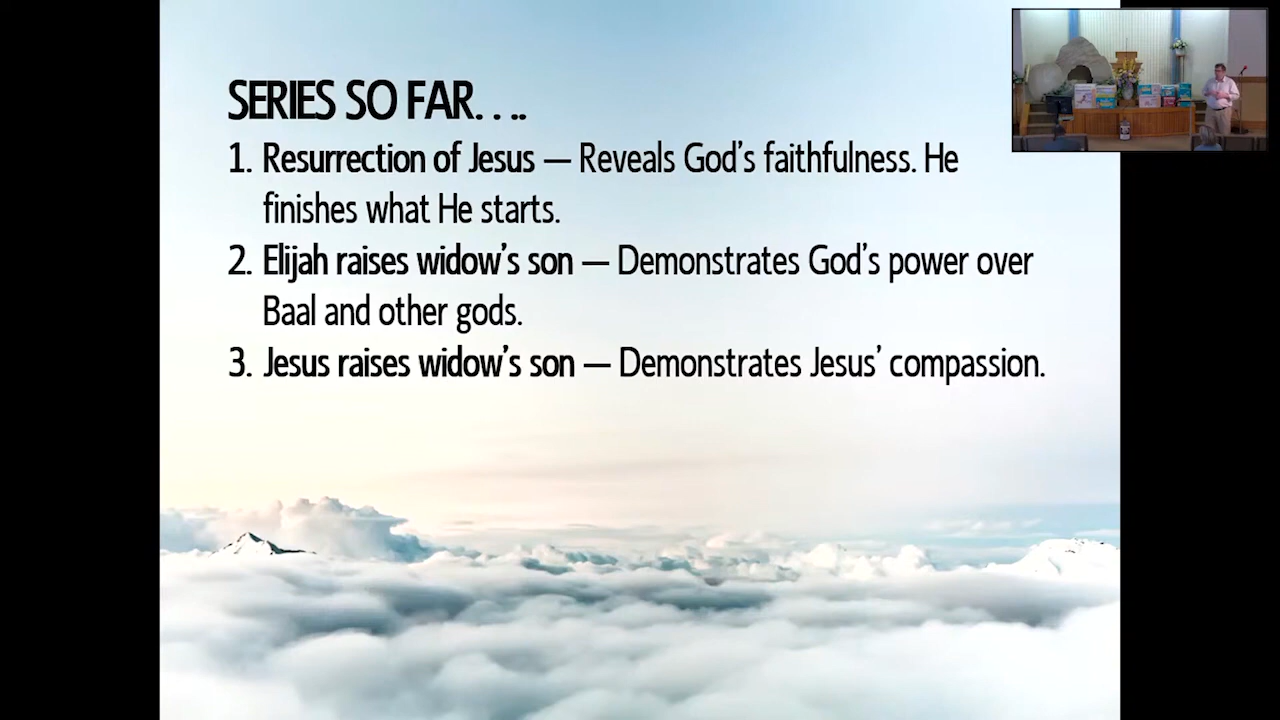 SERIES SO FAR. . ..
1. Resurrection of Jesus — Reveals God's faithfulness. He
finishes what He starts.
2. Elijah raises widow's son — Demonstrates God's power over
Baal and other gods.
3. Jesus raises widow's son — Demonstrates Jesus' compassion.